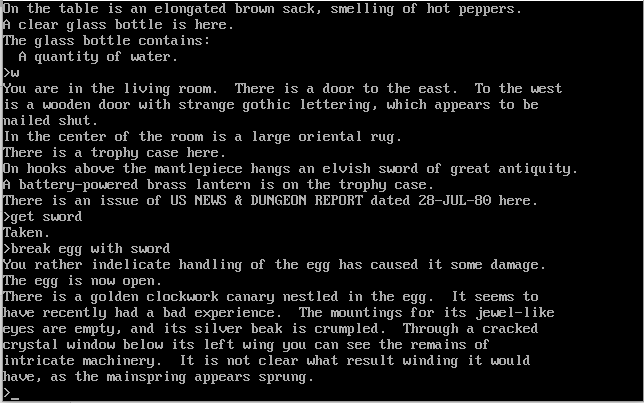 On the table is an elongated brown sack, smelling of hot peppers.
A clear glass bottle is here.
The glass bottle contains:
  A quantity of water.
>w
You are in the living room.  There is a door to the east.  To the west
is a wooden door with strange gothic lettering, which appears to be
nailed shut.
In the center of the room is a large oriental rug.
There is a trophy case here.
On hooks above the mantlepiece hangs an elvish sword of great antiquity.
A battery-powered brass lantern is on the trophy case.
There is an issue of US NEWS & DUNGEON REPORT dated 28-JUL-80 here.
>get sword
Taken.
>break egg with sword
You rather indelicate handling of the egg has caused it some damage.
The egg is now open.
There is a golden clockwork canary nestled in the egg.  It seems to
have recently had a bad experience.  The mountings for its jewel-like
eyes are empty, and its silver beak is crumpled.  Through a cracked
crystal window below its left wing you can see the remains of
intricate machinery.  It is not clear what result winding it would
have, as the mainspring appears sprung.
>_